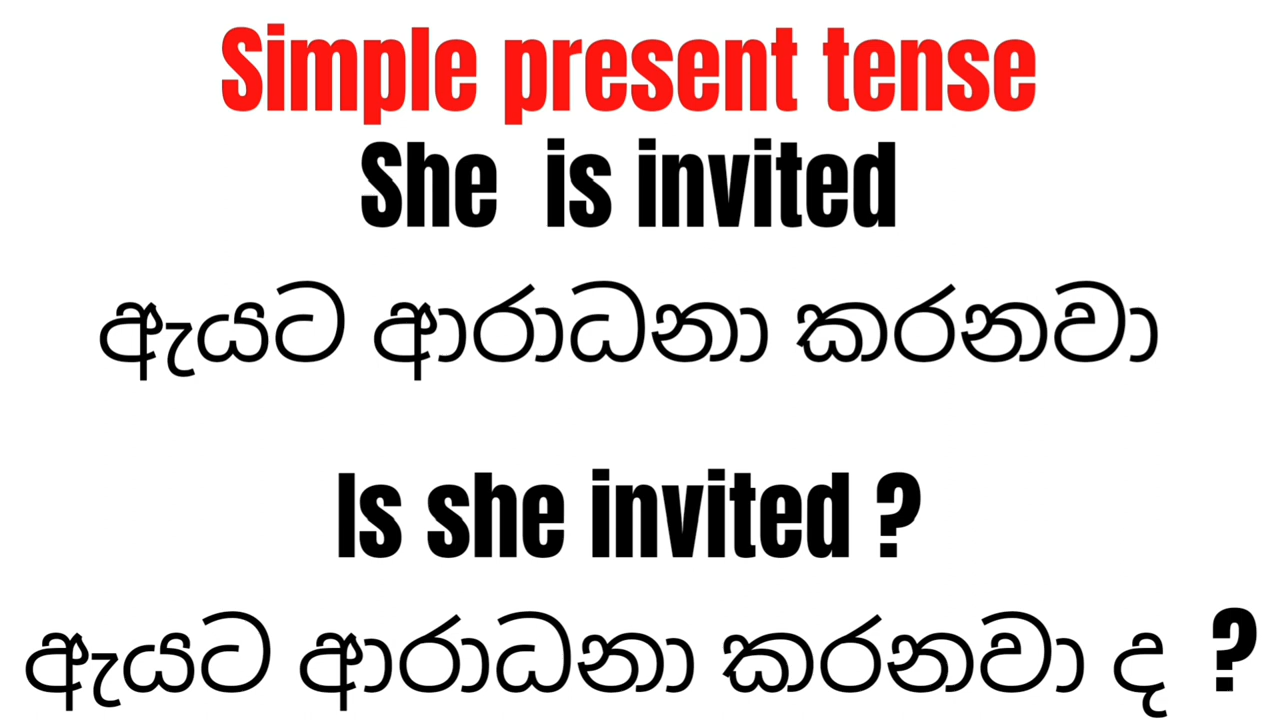 Simple present tense
She is invited
ඇයට ආරාධනා කරනවා
Is she invited ?
ඇයට ආරාධනා කරනවා ද ?